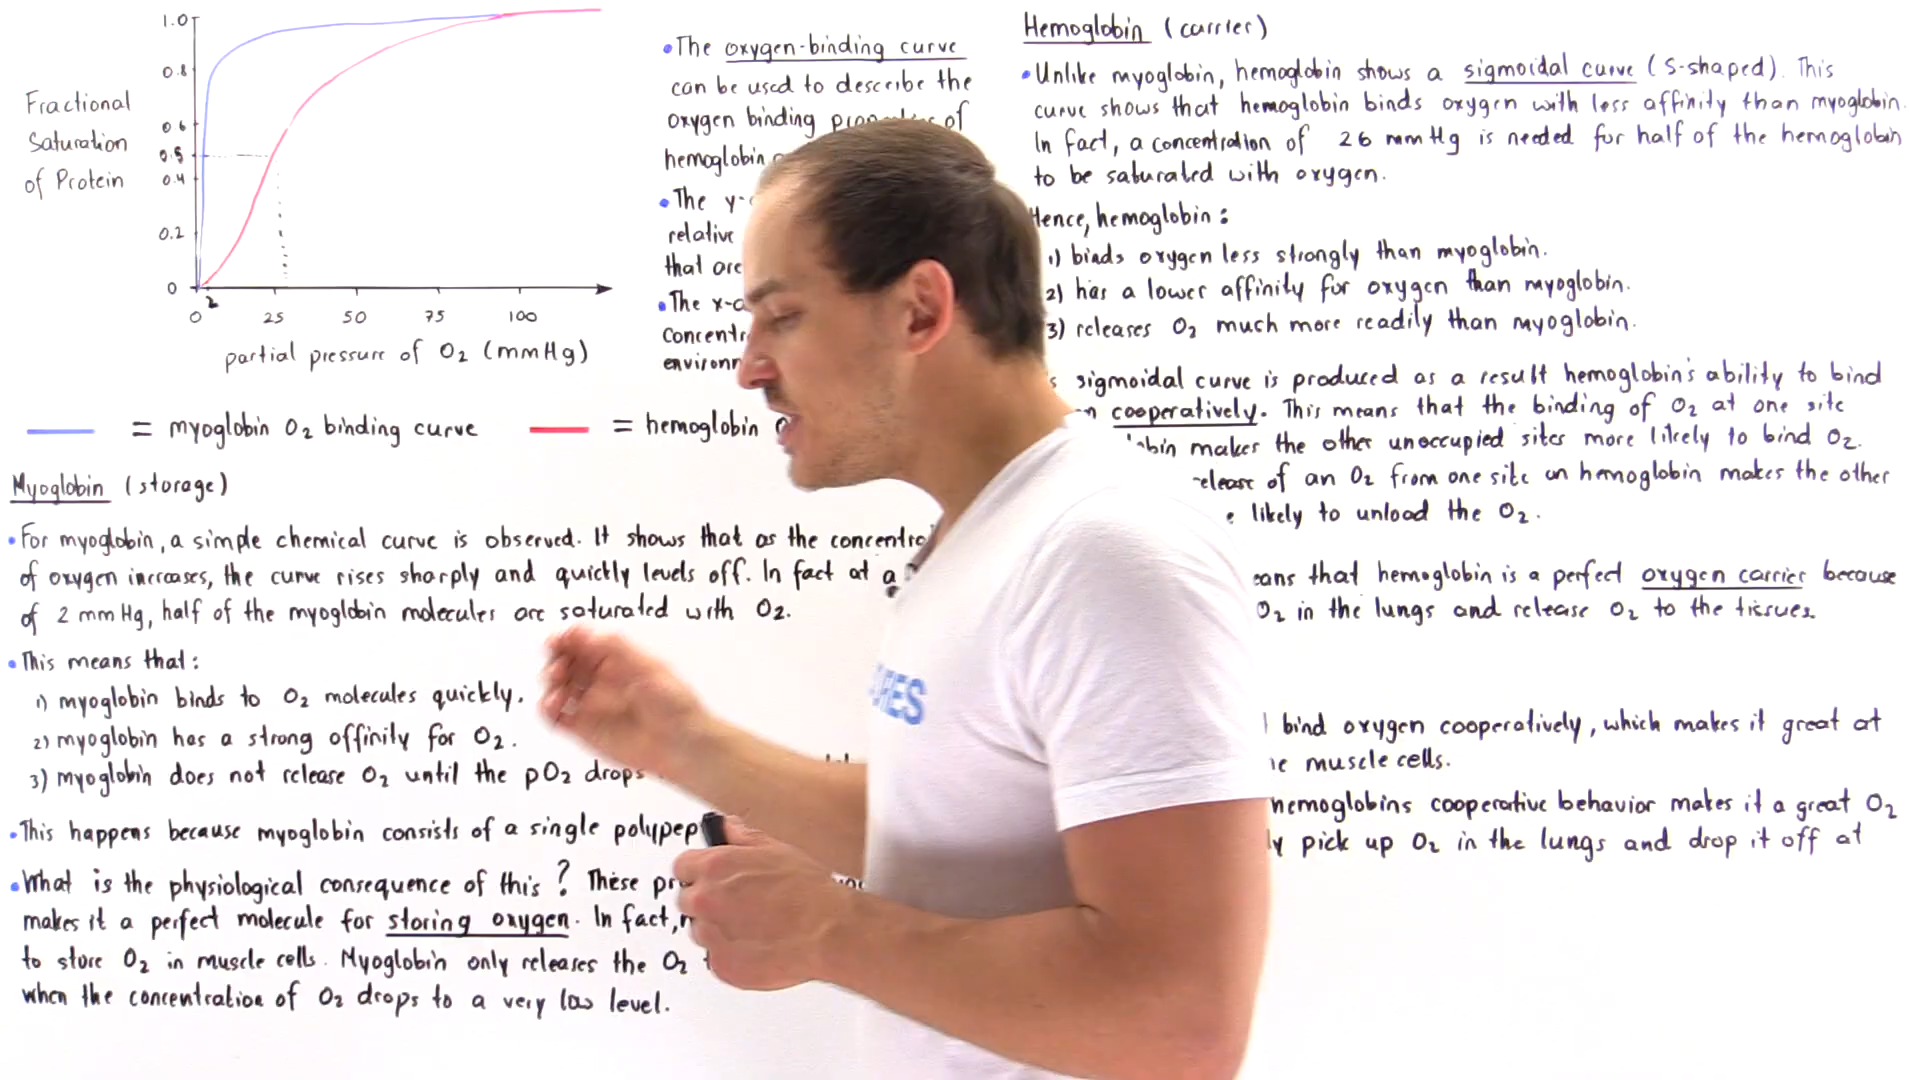 1.0
0.8
0.6
0.5
0.4
0.2
0
2
0 25 50 75 100
Fractional
Saturation
of Protein
partial pressure of O2 (mmHg)
= myoglobin O2 binding curve
= hemoglobin
•The oxygen-binding curve
can be used to describe the
oxygen binding of
hemoglobin
•The y-
relative
that are
•The x-
environ
Myoglobin (storage)
•For myoglobin, a simple chemical curve is observed. It shows that as the
of oxygen increases, the curve rises sharply and quickly levels off. In fact at a
of 2 mmHg, half of the myoglobin molecules are saturated with O2.
•This means that:
1) myoglobin binds to O2 molecules quickly.
2) myoglobin has a strong affinity for O2.
3) myoglobin does not release O2 until the pO2 drops
•This happens because myoglobin consists of a single
•What is the physiological consequence of this? These
makes it a perfect molecule for storing oxygen. In fact,
to store O2 in muscle cells. Myoglobin only releases the O2
when the concentration of O2 drops to a very low level.
Hemoglobin (carrier)
•Unlike myoglobin, hemoglobin shows a sigmoidal curve (S-shaped). This
curve shows that hemoglobin binds oxygen with less affinity than myoglobin.
In fact, a concentration of 26 mmHg is needed for half of the hemoglobin
to be saturated with oxygen.
Hence, hemoglobin:
1) binds oxygen less strongly than myoglobin.
2) has a lower affinity for oxygen than myoglobin.
3) releases O2 much more readily than myoglobin.
sigmoidal curve is produced as a result hemoglobin's ability to bind
cooperatively. This means that the binding of O2 at one site
makes the other unoccupied sites more likely to bind O2.
of an O2 from one site on hemoglobin makes the other
likely to unload the O2.
that hemoglobin is a perfect oxygen carrier because
O2 in the lungs and release O2 to the tissues.
bind oxygen cooperatively, which makes it great at
muscle cells.
hemoglobins cooperative behavior makes it a great O2
pick up O2 in the lungs and drop it off at